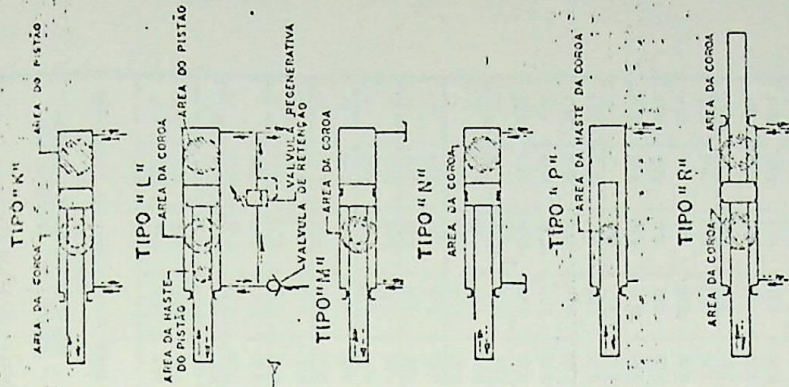 TIPO "K"
ÁREA DA COROA
ÁREA DO PISTÃO
TIPO "L"
ÁREA DA HASTE
DO PISTÃO
ÁREA DA COROA
ÁREA DO PISTÃO
VALVULA REGENERATIVA
VALVULA DE RETENÇÃO
TIPO "M"
ÁREA DA COROA
TIPO "N"
ÁREA DA COROA
TIPO "P"
ÁREA DA HASTE DA COROA
TIPO "R"
ÁREA DA COROA
ÁREA DA COROA